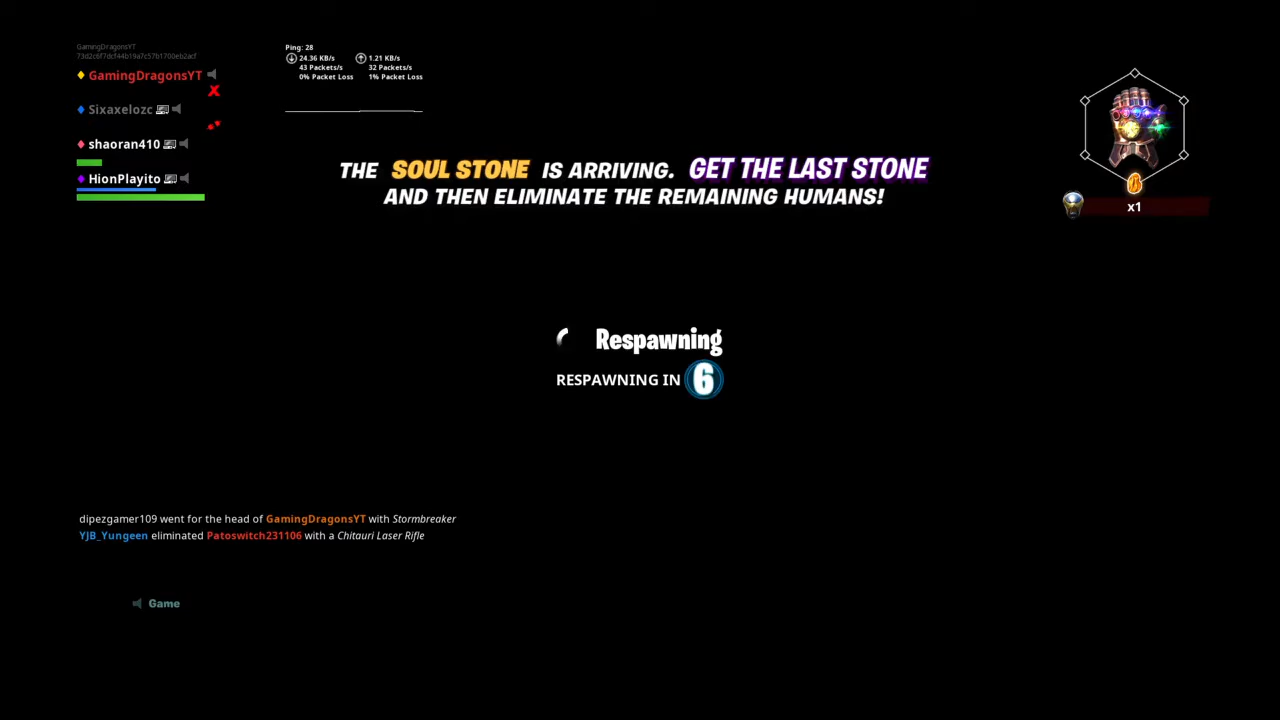 GamingDragonsYT
73d2c6f7dcf44b19a7c57b1700eb2acf
GamingDragonsYT
Sixaxelozc
shaoran410
HionPlayito
Ping: 28
24.36 KB/s 1.21 KB/s
43 Packets/s 32 Packets/s
0% Packet Loss 1% Packet Loss
THE SOUL STONE IS ARRIVING. GET THE LAST STONE
AND THEN ELIMINATE THE REMAINING HUMANS!
x1
Respawning
RESPAWNING IN 6
dipezgamer109 went for the head of GamingDragonsYT with Stormbreaker
YJB_Yungeen eliminated Patoswitch231106 with a Chitauri Laser Rifle
Game